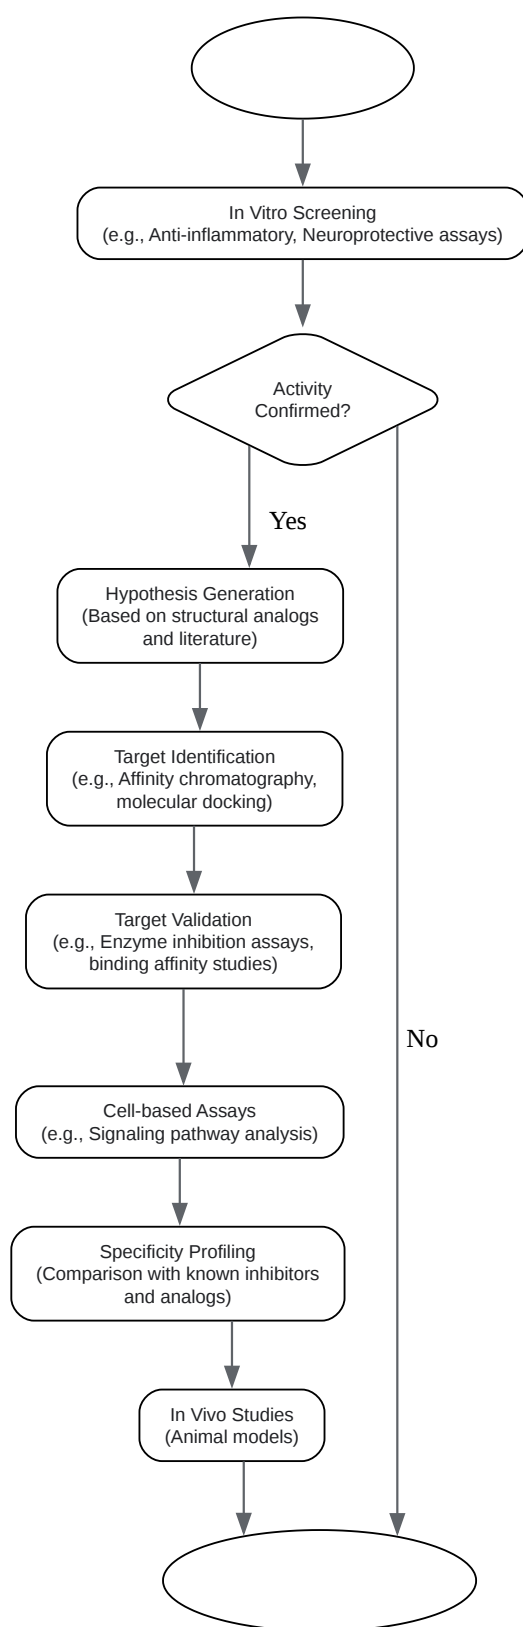 In Vitro Screening
(e.g., Anti-inflammatory, Neuroprotective assays)
Activity
Confirmed?
Yes
Hypothesis Generation
(Based on structural analogs
and literature)
Target Identification
(e.g., Affinity chromatography,
molecular docking)
Target Validation
(e.g., Enzyme inhibition assays,
binding affinity studies)
No
Cell-based Assays
(e.g., Signaling pathway analysis)
Specificity Profiling
(Comparison with known inhibitors
and analogs)
In Vivo Studies
(Animal models)